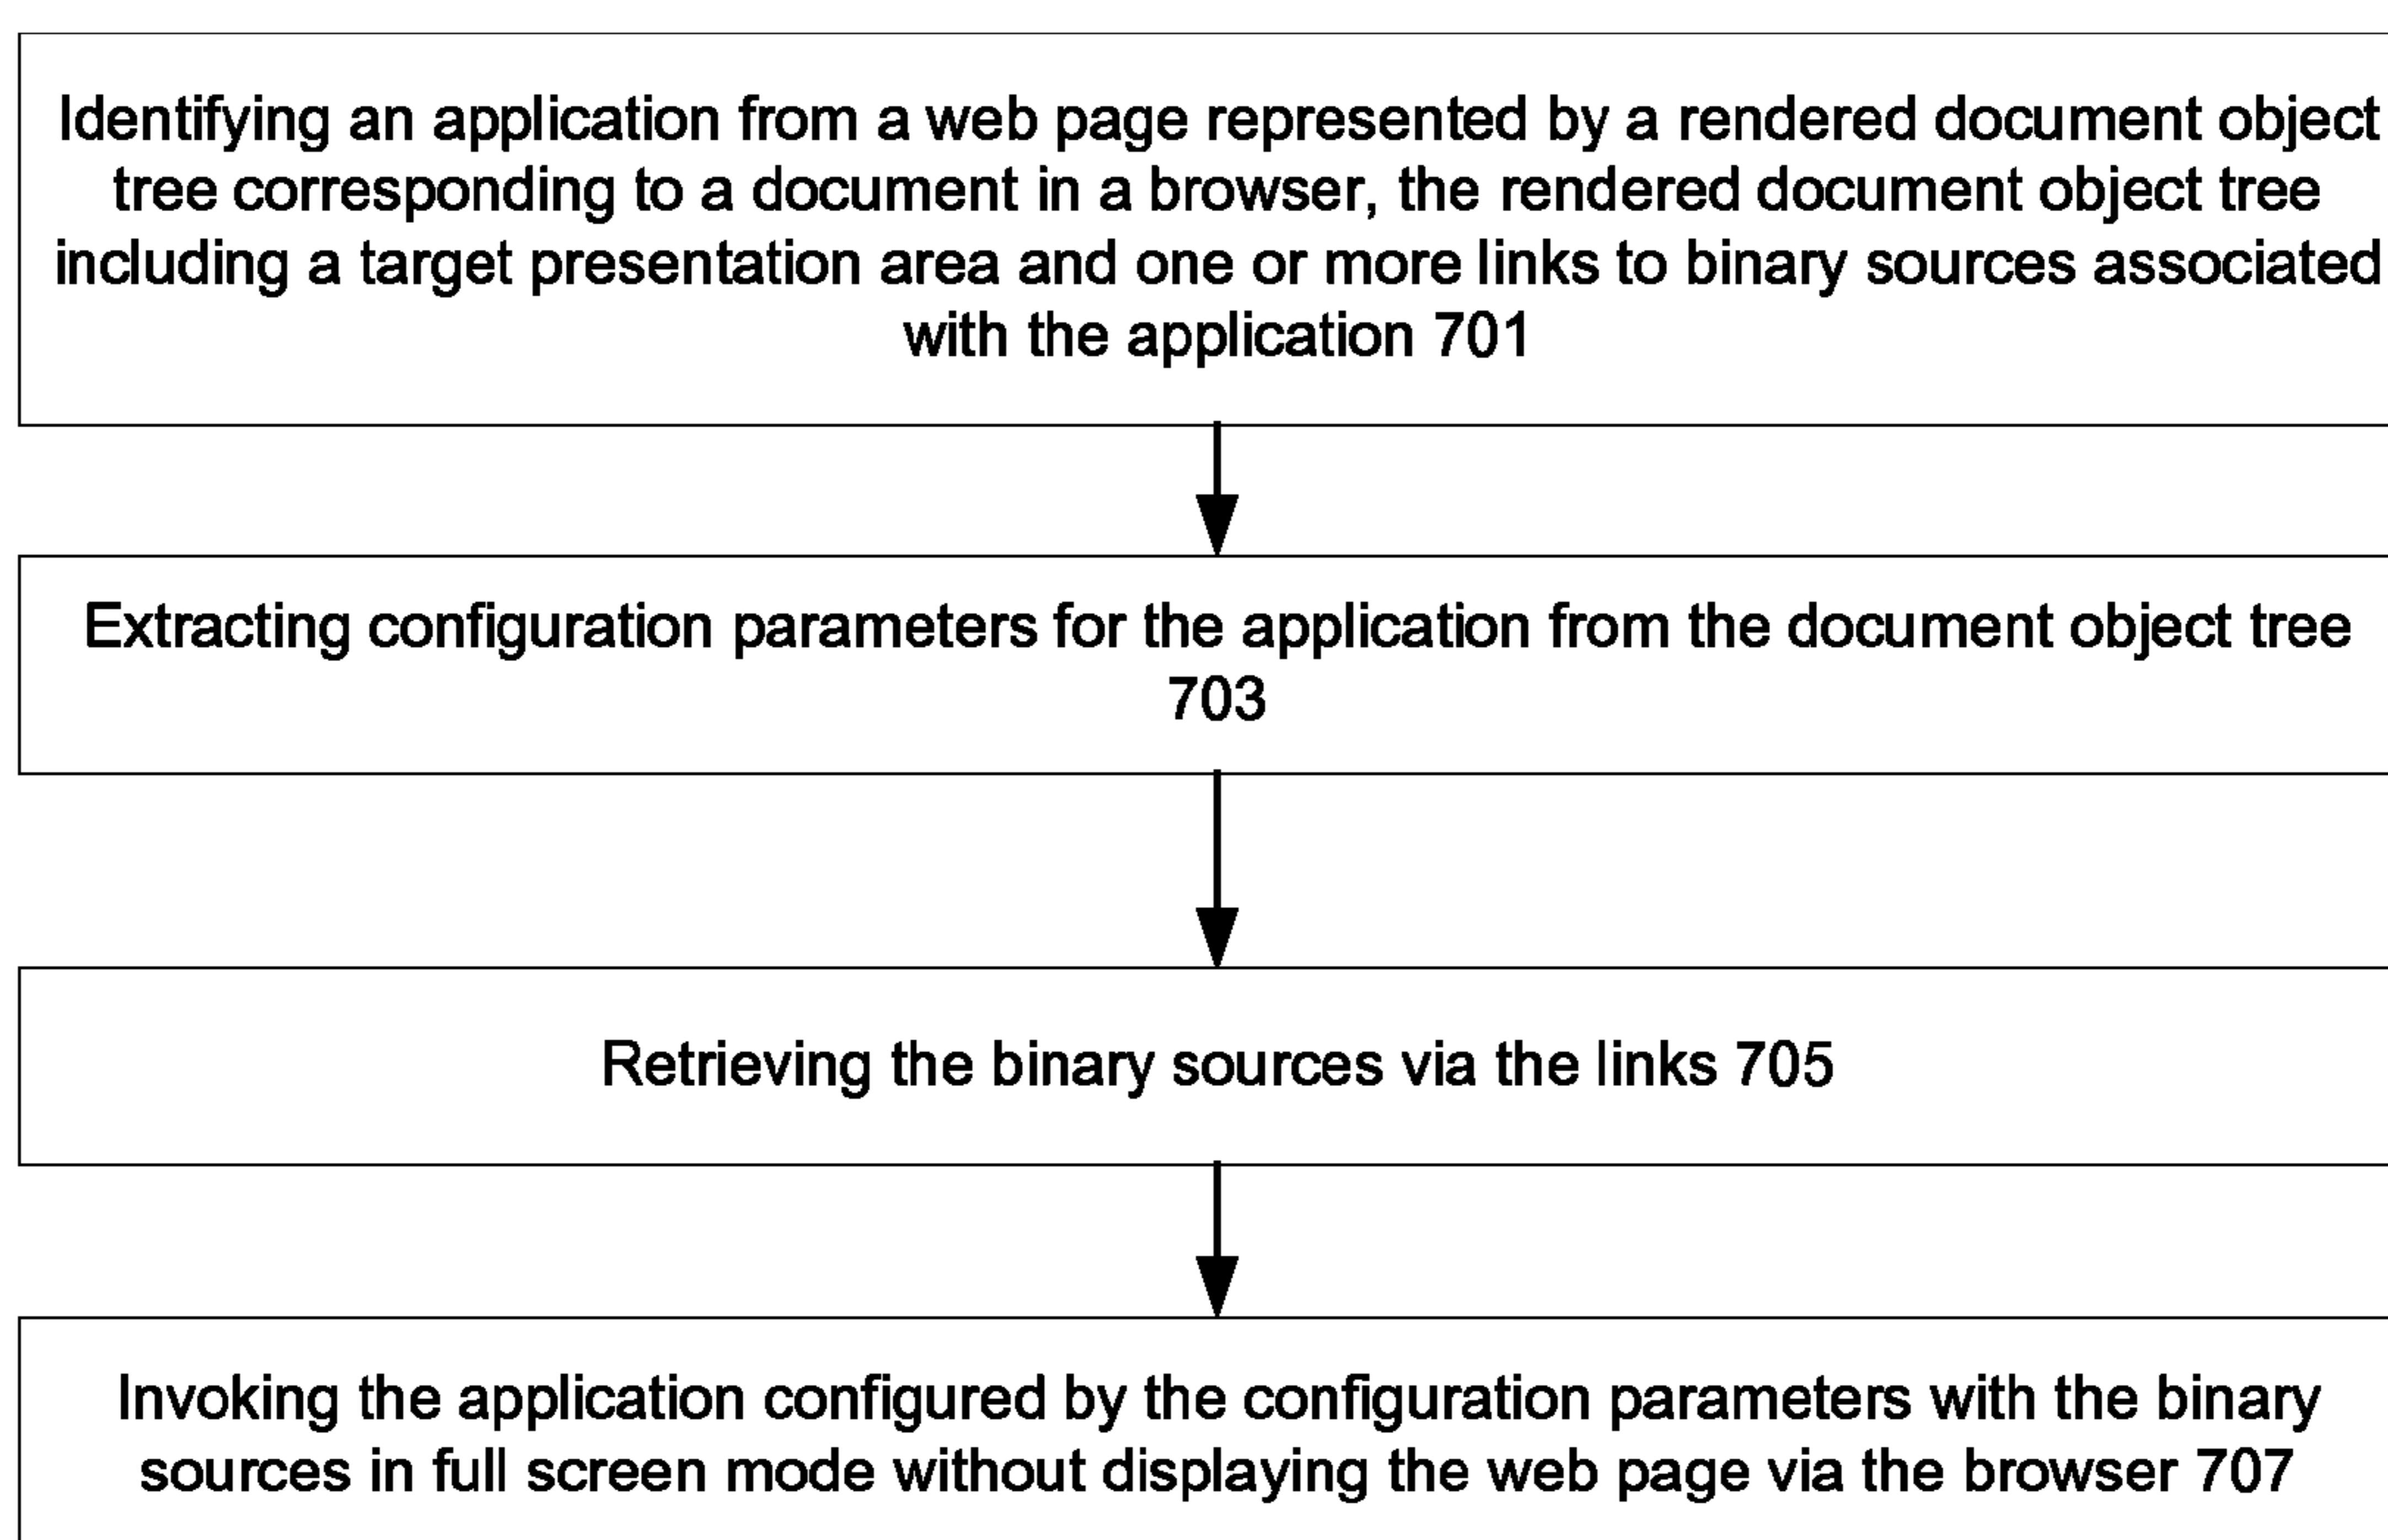 Identifying an application from a web page represented by a rendered document object
tree corresponding to a document in a browser, the rendered document object tree
including a target presentation area and one or more links to binary sources associated
with the application 701
Extracting configuration parameters for the application from the document object tree
703
Retrieving the binary sources via the links 705
Invoking the application configured by the configuration parameters with the binary
sources in full screen mode without displaying the web page via the browser 707